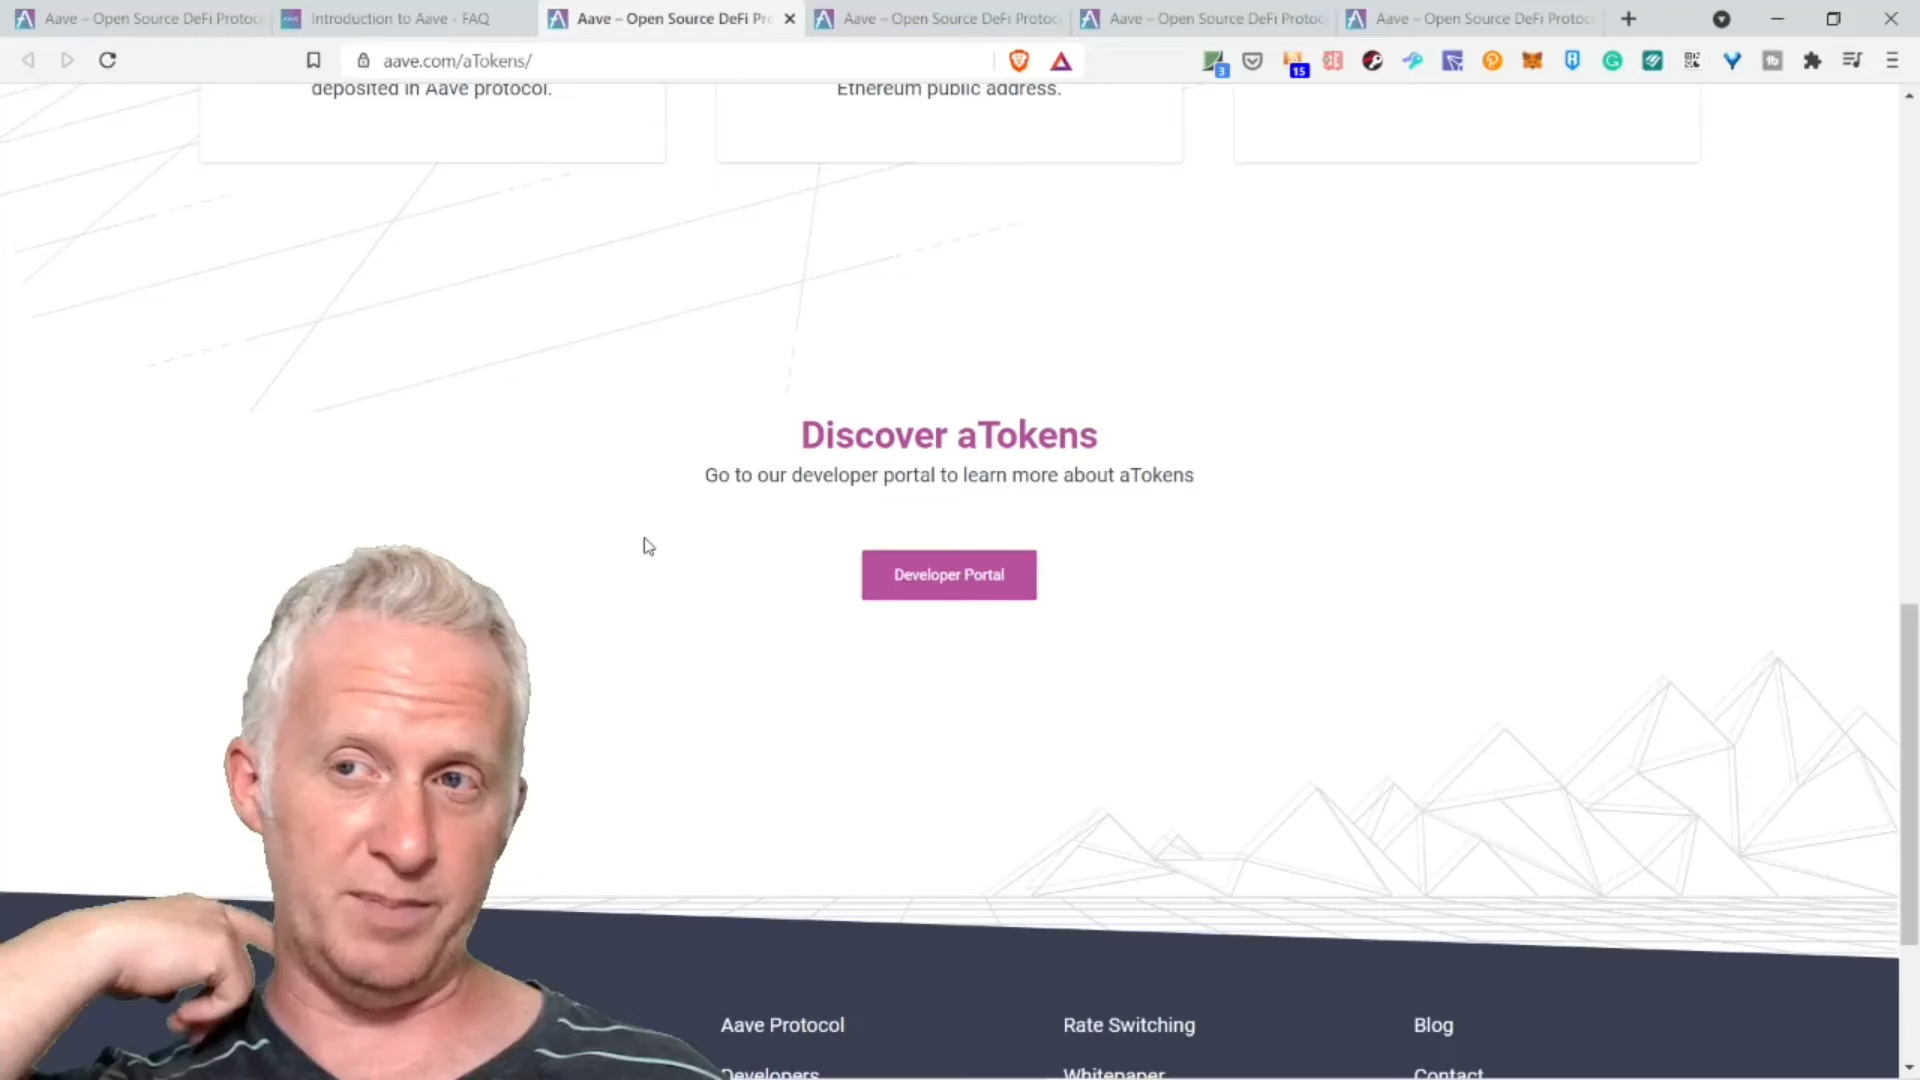 Aave – Open Source DeFi Protoc
Introduction to Aave - FAQ
Aave – Open Source DeFi Pr
Aave – Open Source DeFi Protoc
Aave – Open Source DeFi Protoc
Aave – Open Source DeFi Protoc
aave.com/aTokens/
3
15
deposited in Aave protocol.
Ethereum public address.
Discover aTokens
Go to our developer portal to learn more about aTokens
Developer Portal
Aave Protocol
Rate Switching
Blog
Developers
Whitepaper
Contact